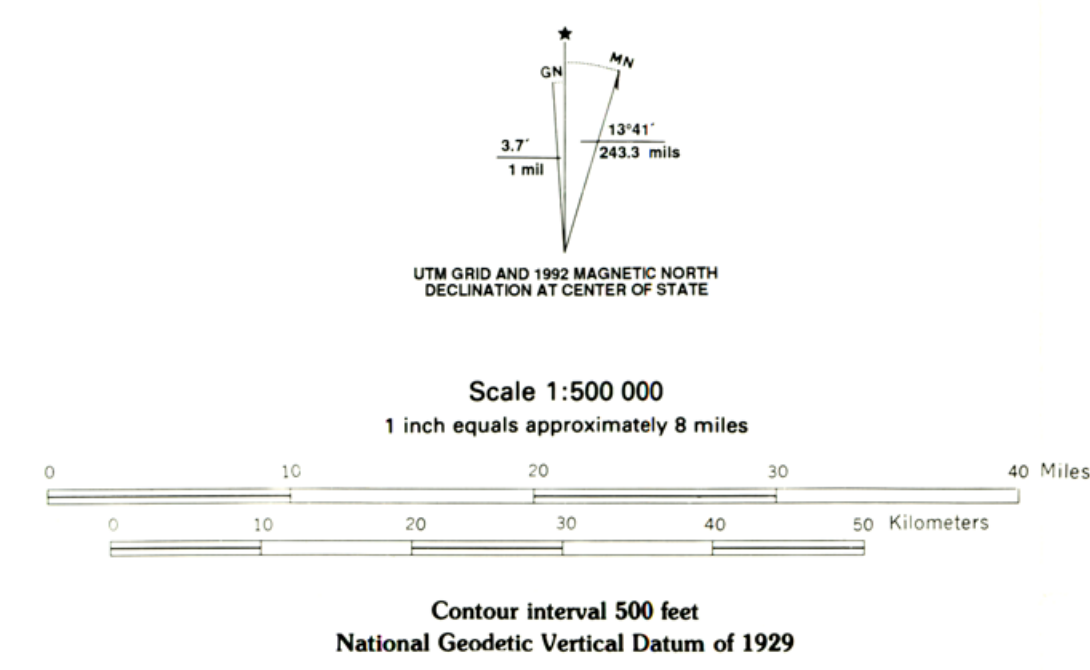 ★
GN MN
3.7´ 13°41´
1 mil 243.3 mils
UTM GRID AND 1992 MAGNETIC NORTH
DECLINATION AT CENTER OF STATE
Scale 1:500 000
1 inch equals approximately 8 miles
0 10 20 30 40 Miles
0 10 20 30 40 50 Kilometers
Contour interval 500 feet
National Geodetic Vertical Datum of 1929